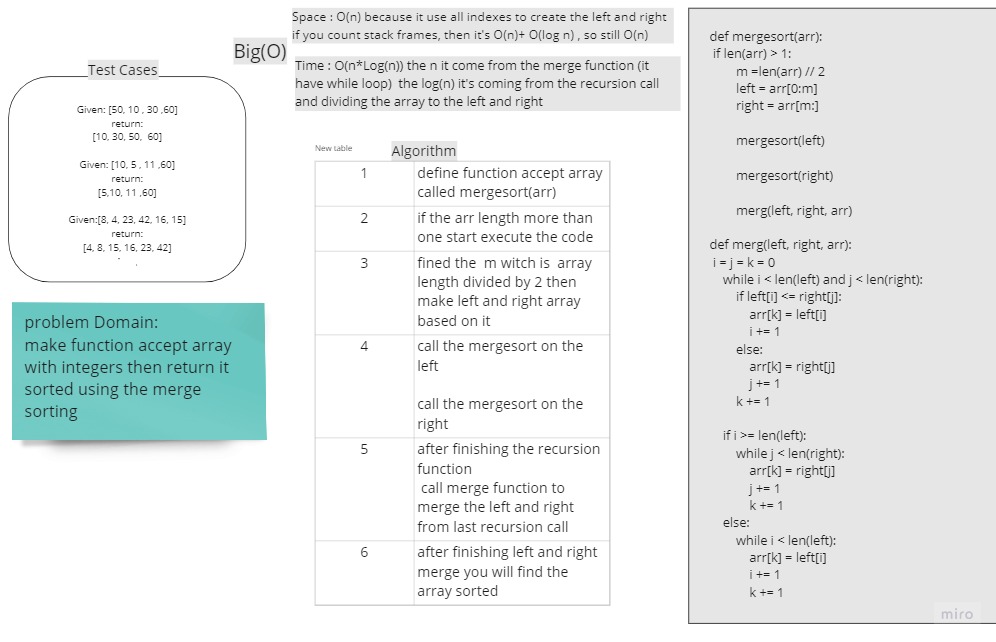 Space : O(n) because it use all indexes to create the left and right
if you count stack frames, then it's O(n)+ O(log n) , so still O(n)
Big(O)
Time : O(n*Log(n)) the n it come from the merge function (it
have while loop)  the log(n) it's coming from the recursion call
and dividing the array to the left and right
Test Cases
Given: [50, 10 , 30 ,60]
return:
[10, 30, 50,  60]
Given: [10, 5 , 11 ,60]
return:
[5,10, 11 ,60]
Given:[8, 4, 23, 42, 16, 15]
return:
[4, 8, 15, 16, 23, 42]
problem Domain:
make function accept array
with integers then return it
sorted using the merge
sorting
New table
Algorithm
1
define function accept array
called mergesort(arr)
2
if the arr length more than
one start execute the code
3
fined the  m witch is  array
length divided by 2 then
make left and right array
based on it
4
call the mergesort on the
left
call the mergesort on the
right
5
after finishing the recursion
function
call merge function to
merge the left and right
from last recursion call
6
after finishing left and right
merge you will find the
array sorted
def mergesort(arr):
if len(arr) > 1:
m =len(arr) // 2
left = arr[0:m]
right = arr[m:]
mergesort(left)
mergesort(right)
merg(left, right, arr)
def merg(left, right, arr):
i = j = k = 0
while i < len(left) and j < len(right):
if left[i] <= right[j]:
arr[k] = left[i]
i += 1
else:
arr[k] = right[j]
j += 1
k += 1
if i >= len(left):
while j < len(right):
arr[k] = right[j]
j += 1
k += 1
else:
while i < len(left):
arr[k] = left[i]
i += 1
k += 1
miro